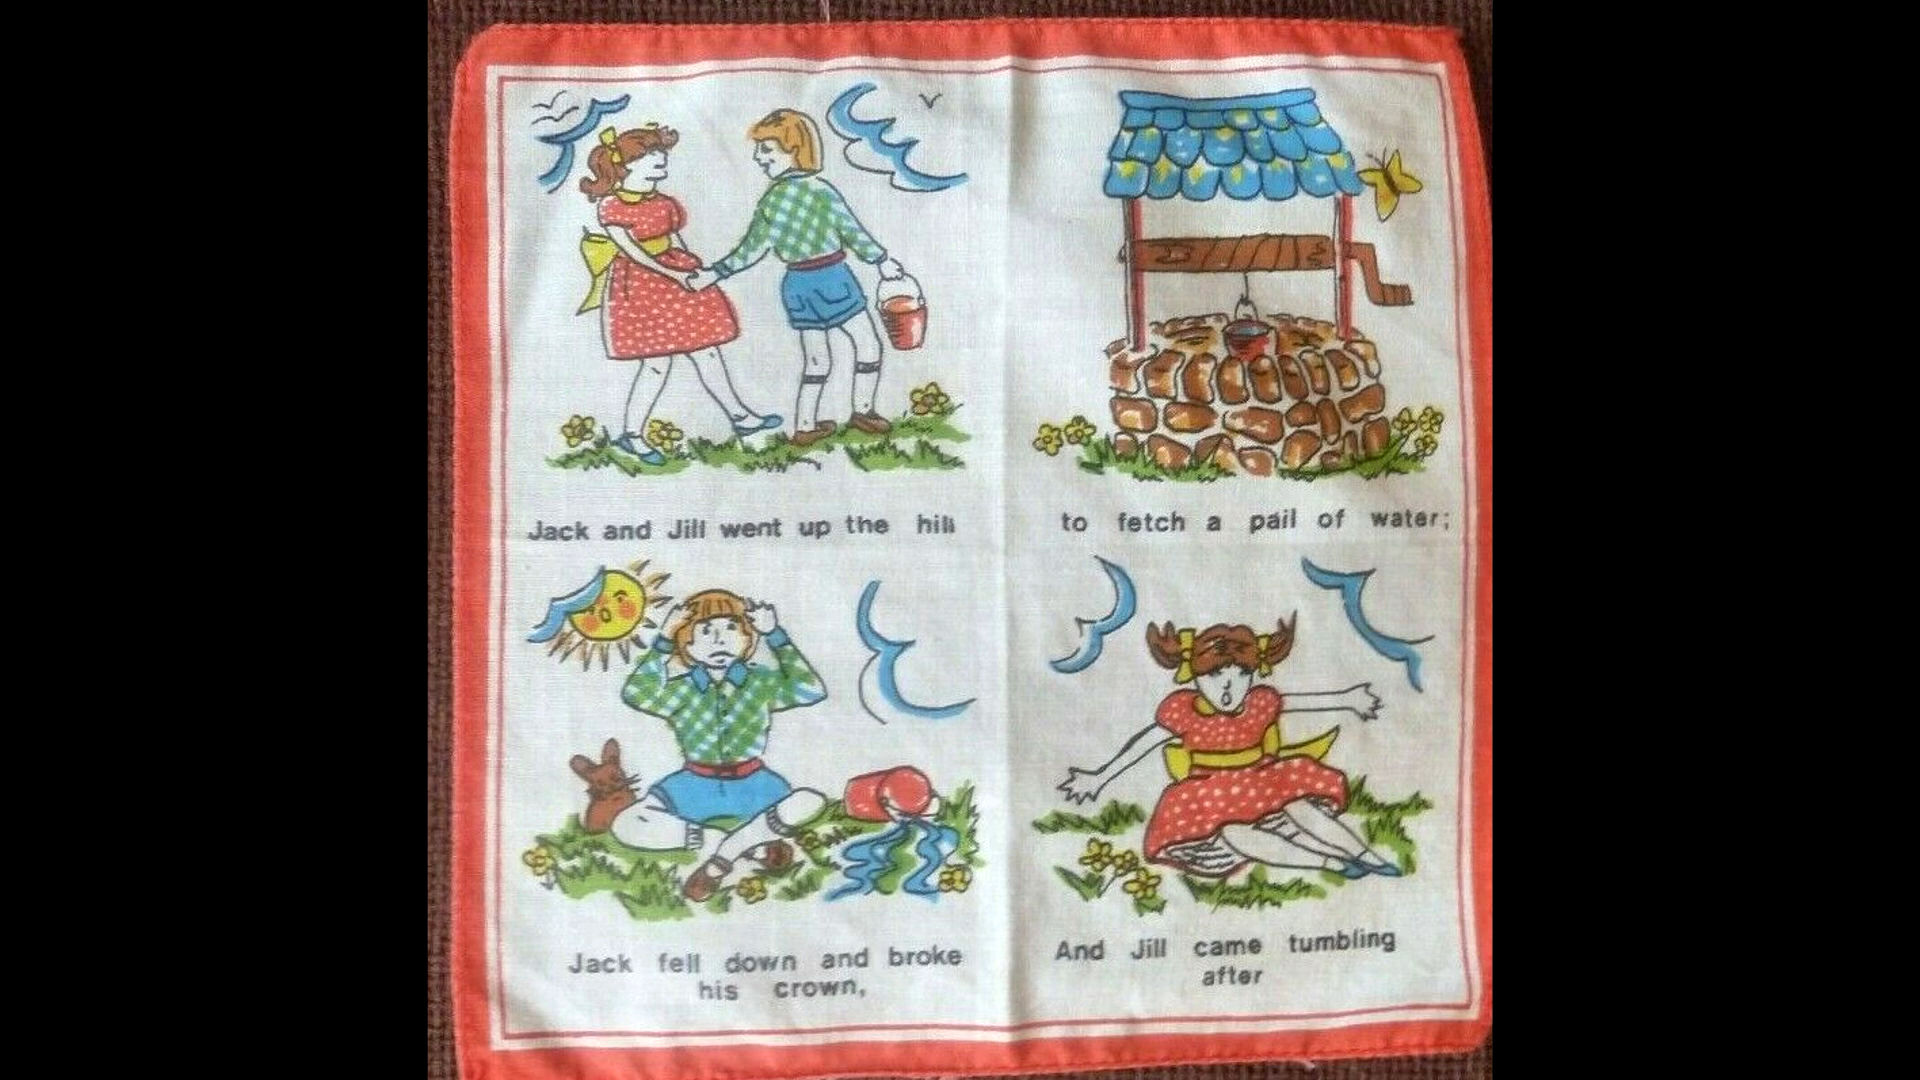 Jack and Jill went up the hill
to fetch a pail of water;
Jack fell down and broke
his crown,
And Jill came tumbling
after